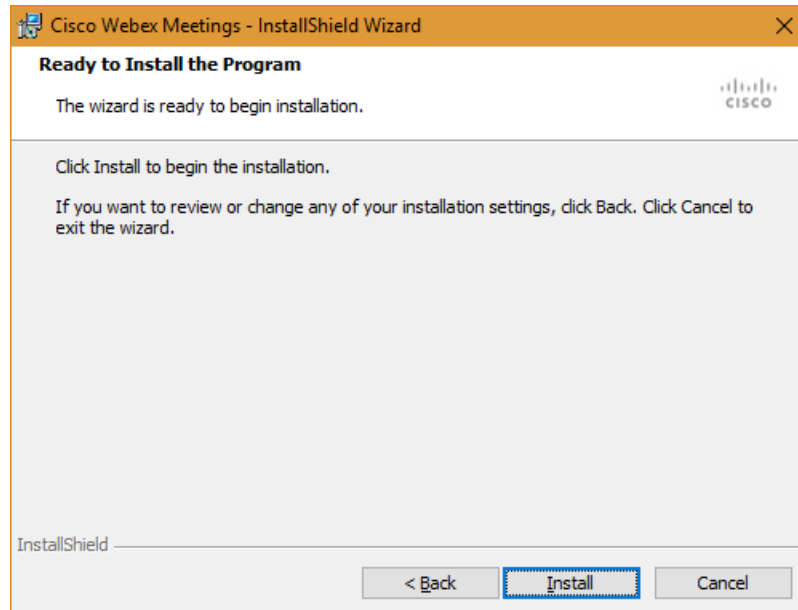 Cisco Webex Meetings - InstallShield Wizard
Ready to Install the Program
The wizard is ready to begin installation.
CISCO
Click Install to begin the installation.
If you want to review or change any of your installation settings, click Back. Click Cancel to
exit the wizard.
InstallShield
< Back Install Cancel